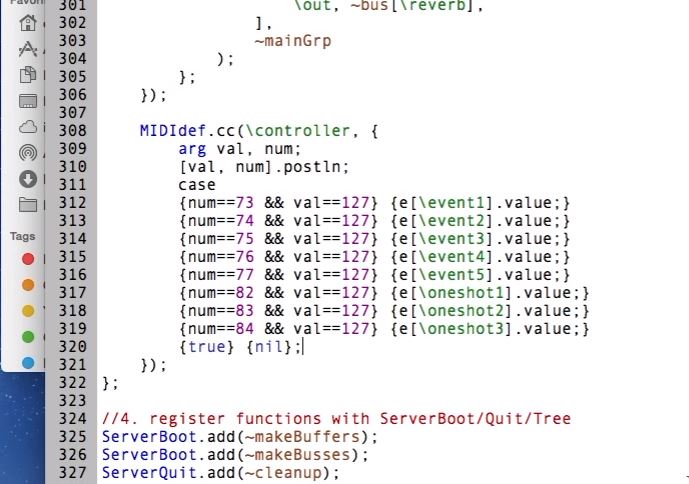 301 \out, ~bus[\reverb],
302 ],
303 ~mainGrp
304 );
305 };
306 });
307
308 MIDIdef.cc(\controller, {
309 arg val, num;
310 [val, num].postln;
311 case
312 {num==73 && val==127} {e[\event1].value;}
313 {num==74 && val==127} {e[\event2].value;}
314 {num==75 && val==127} {e[\event3].value;}
315 {num==76 && val==127} {e[\event4].value;}
316 {num==77 && val==127} {e[\event5].value;}
317 {num==82 && val==127} {e[\oneshot1].value;}
318 {num==83 && val==127} {e[\oneshot2].value;}
319 {num==84 && val==127} {e[\oneshot3].value;}
320 {true} {nil};
321 });
322 };
323
324 //4. register functions with ServerBoot/Quit/Tree
325 ServerBoot.add(~makeBuffers);
326 ServerBoot.add(~makeBusses);
327 ServerQuit.add(~cleanup);
Tags